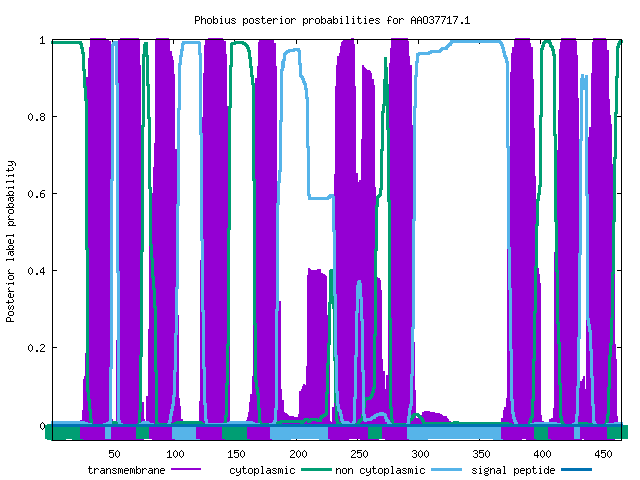 Phobius posterior probabilities for AAO37717.1
1
0.8
0.6
0.4
0.2
0
Posterior label probability
50 100 150 200 250 300 350 400 450
transmembrane cytoplasmic non cytoplasmic signal peptide